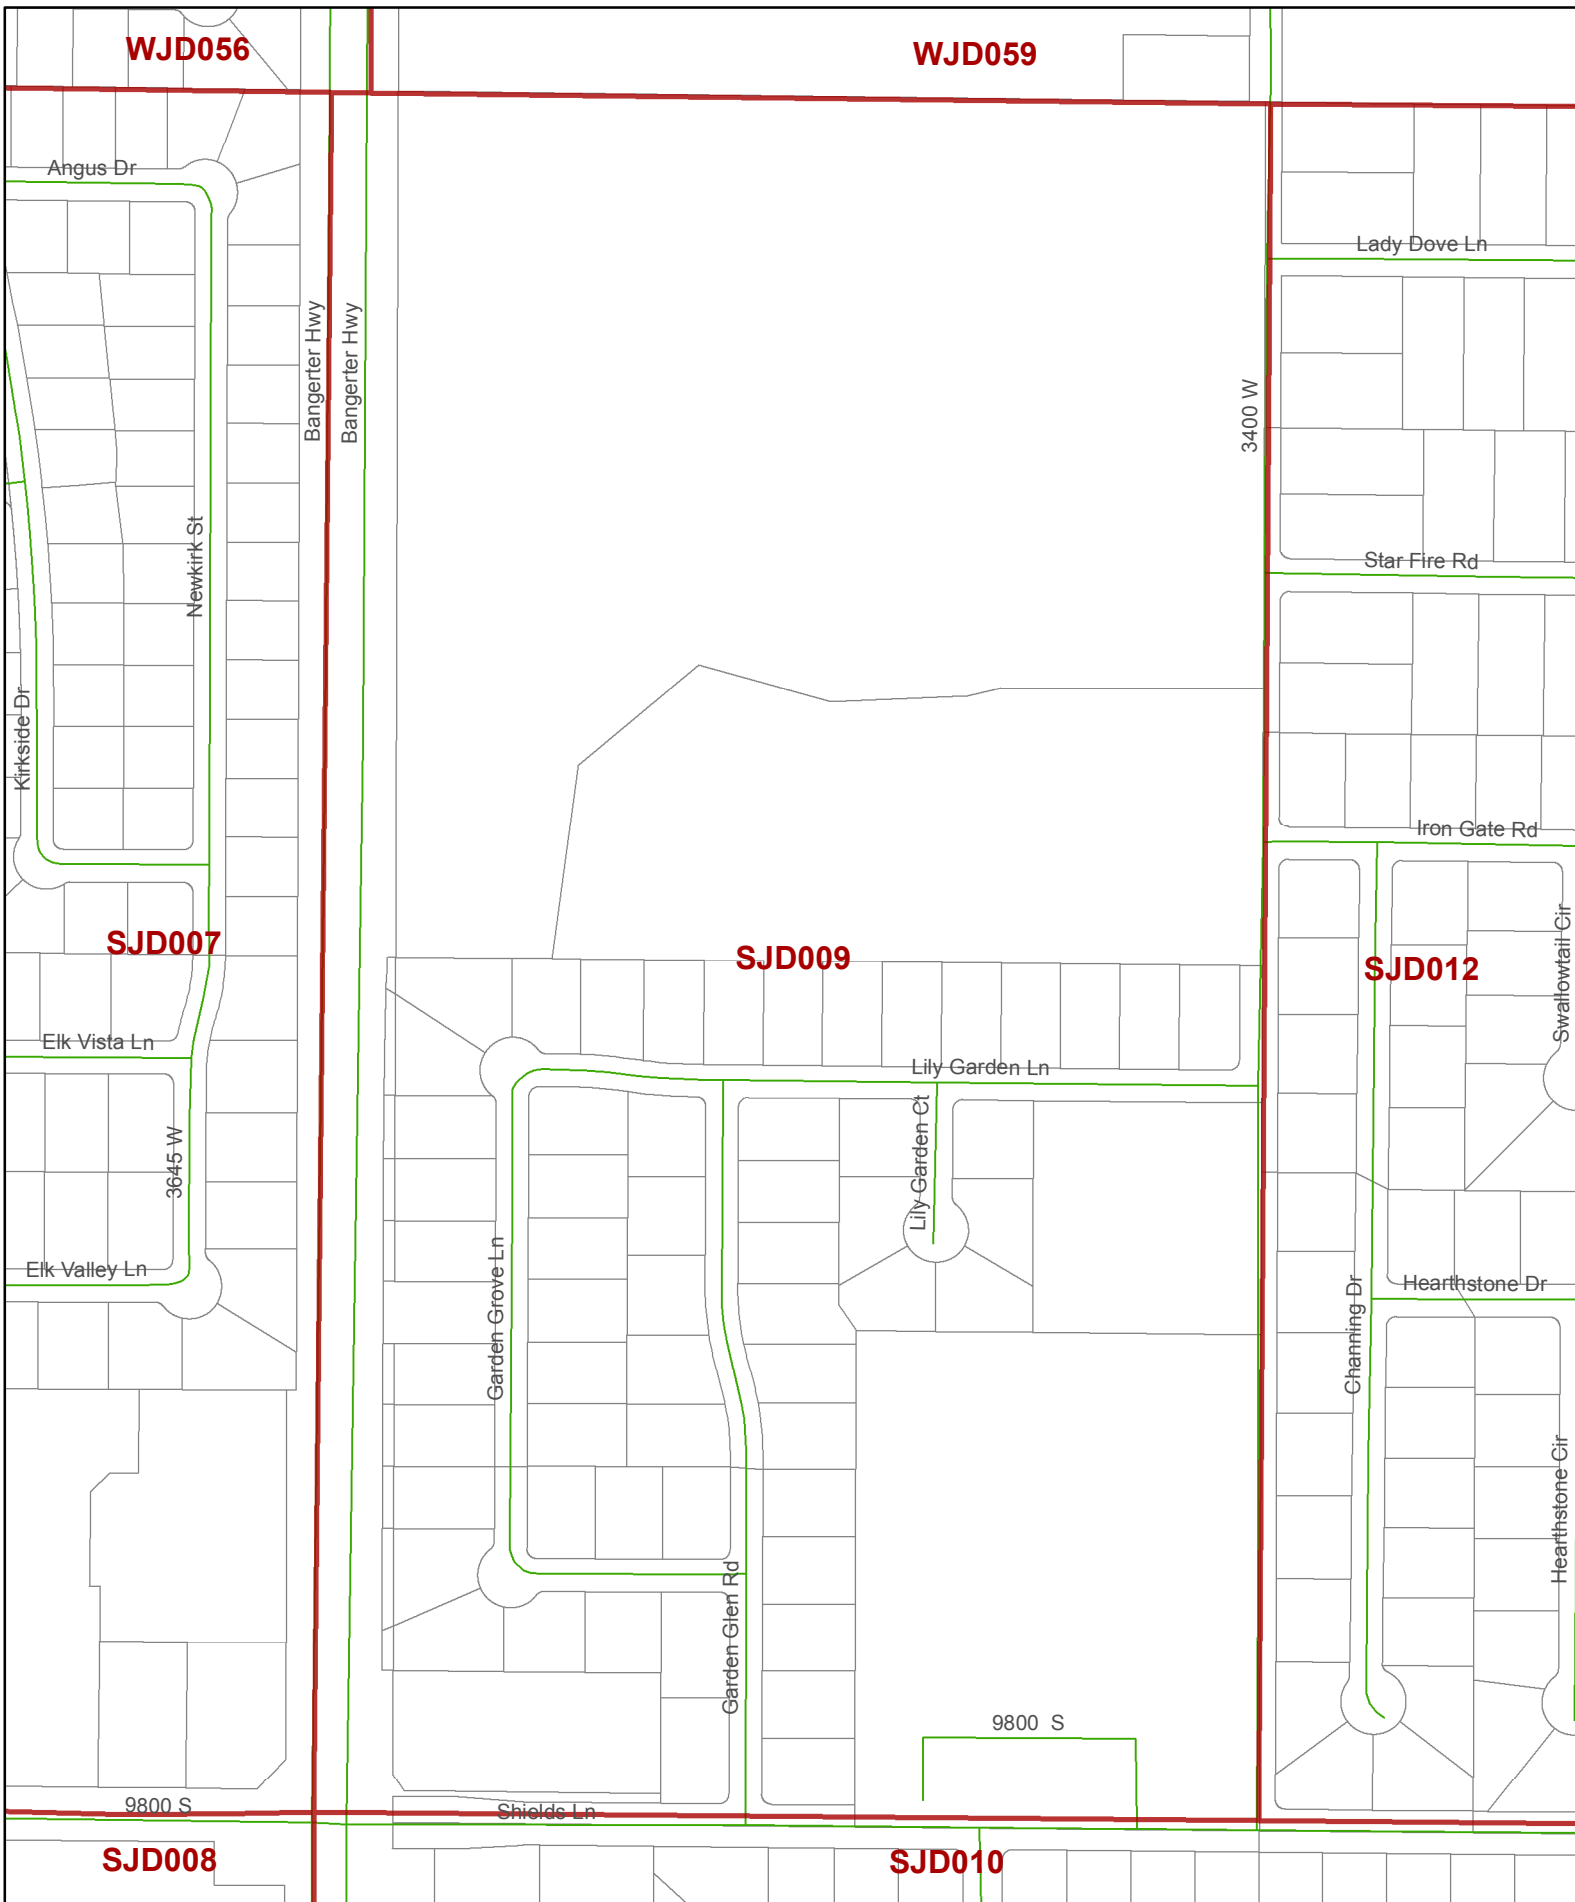 WJD056
WJD059
Angus Dr
Lady Dove Ln
Bangerter Hwy
Bangerter Hwy
3400 W
Newkirk St
Star Fire Rd
Kirkside Dr
Iron Gate Rd
SJD007
SJD009
SJD012
Swallowtail Cir
Elk Vista Ln
Lily Garden Ln
Lily Garden Ct
3645 W
Elk Valley Ln
Garden Grove Ln
Hearthstone Dr
Channing Dr
Hearthstone Cir
Garden Glen Rd
9800 S
9800 S
Shields Ln
SJD008
SJD010